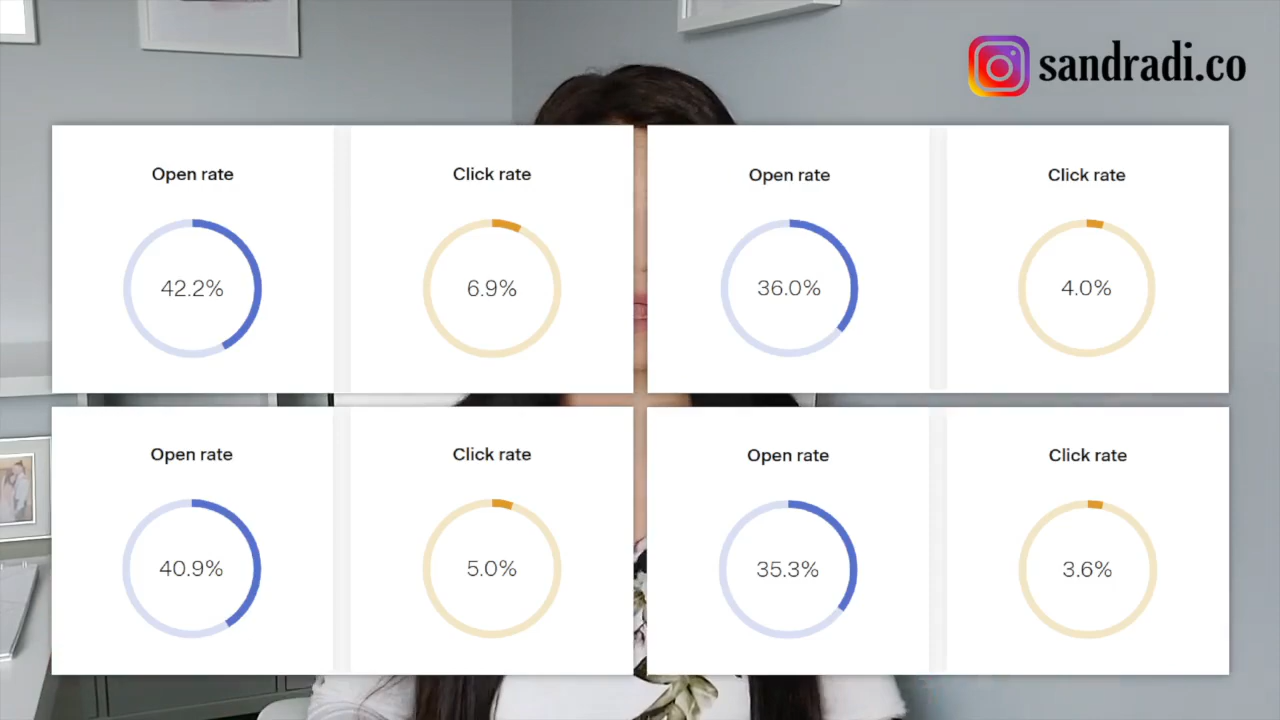 sandradi.co
Open rate
Click rate
Open rate
Click rate
42.2%
6.9%
36.0%
4.0%
Open rate
Click rate
Open rate
Click rate
40.9%
5.0%
35.3%
3.6%